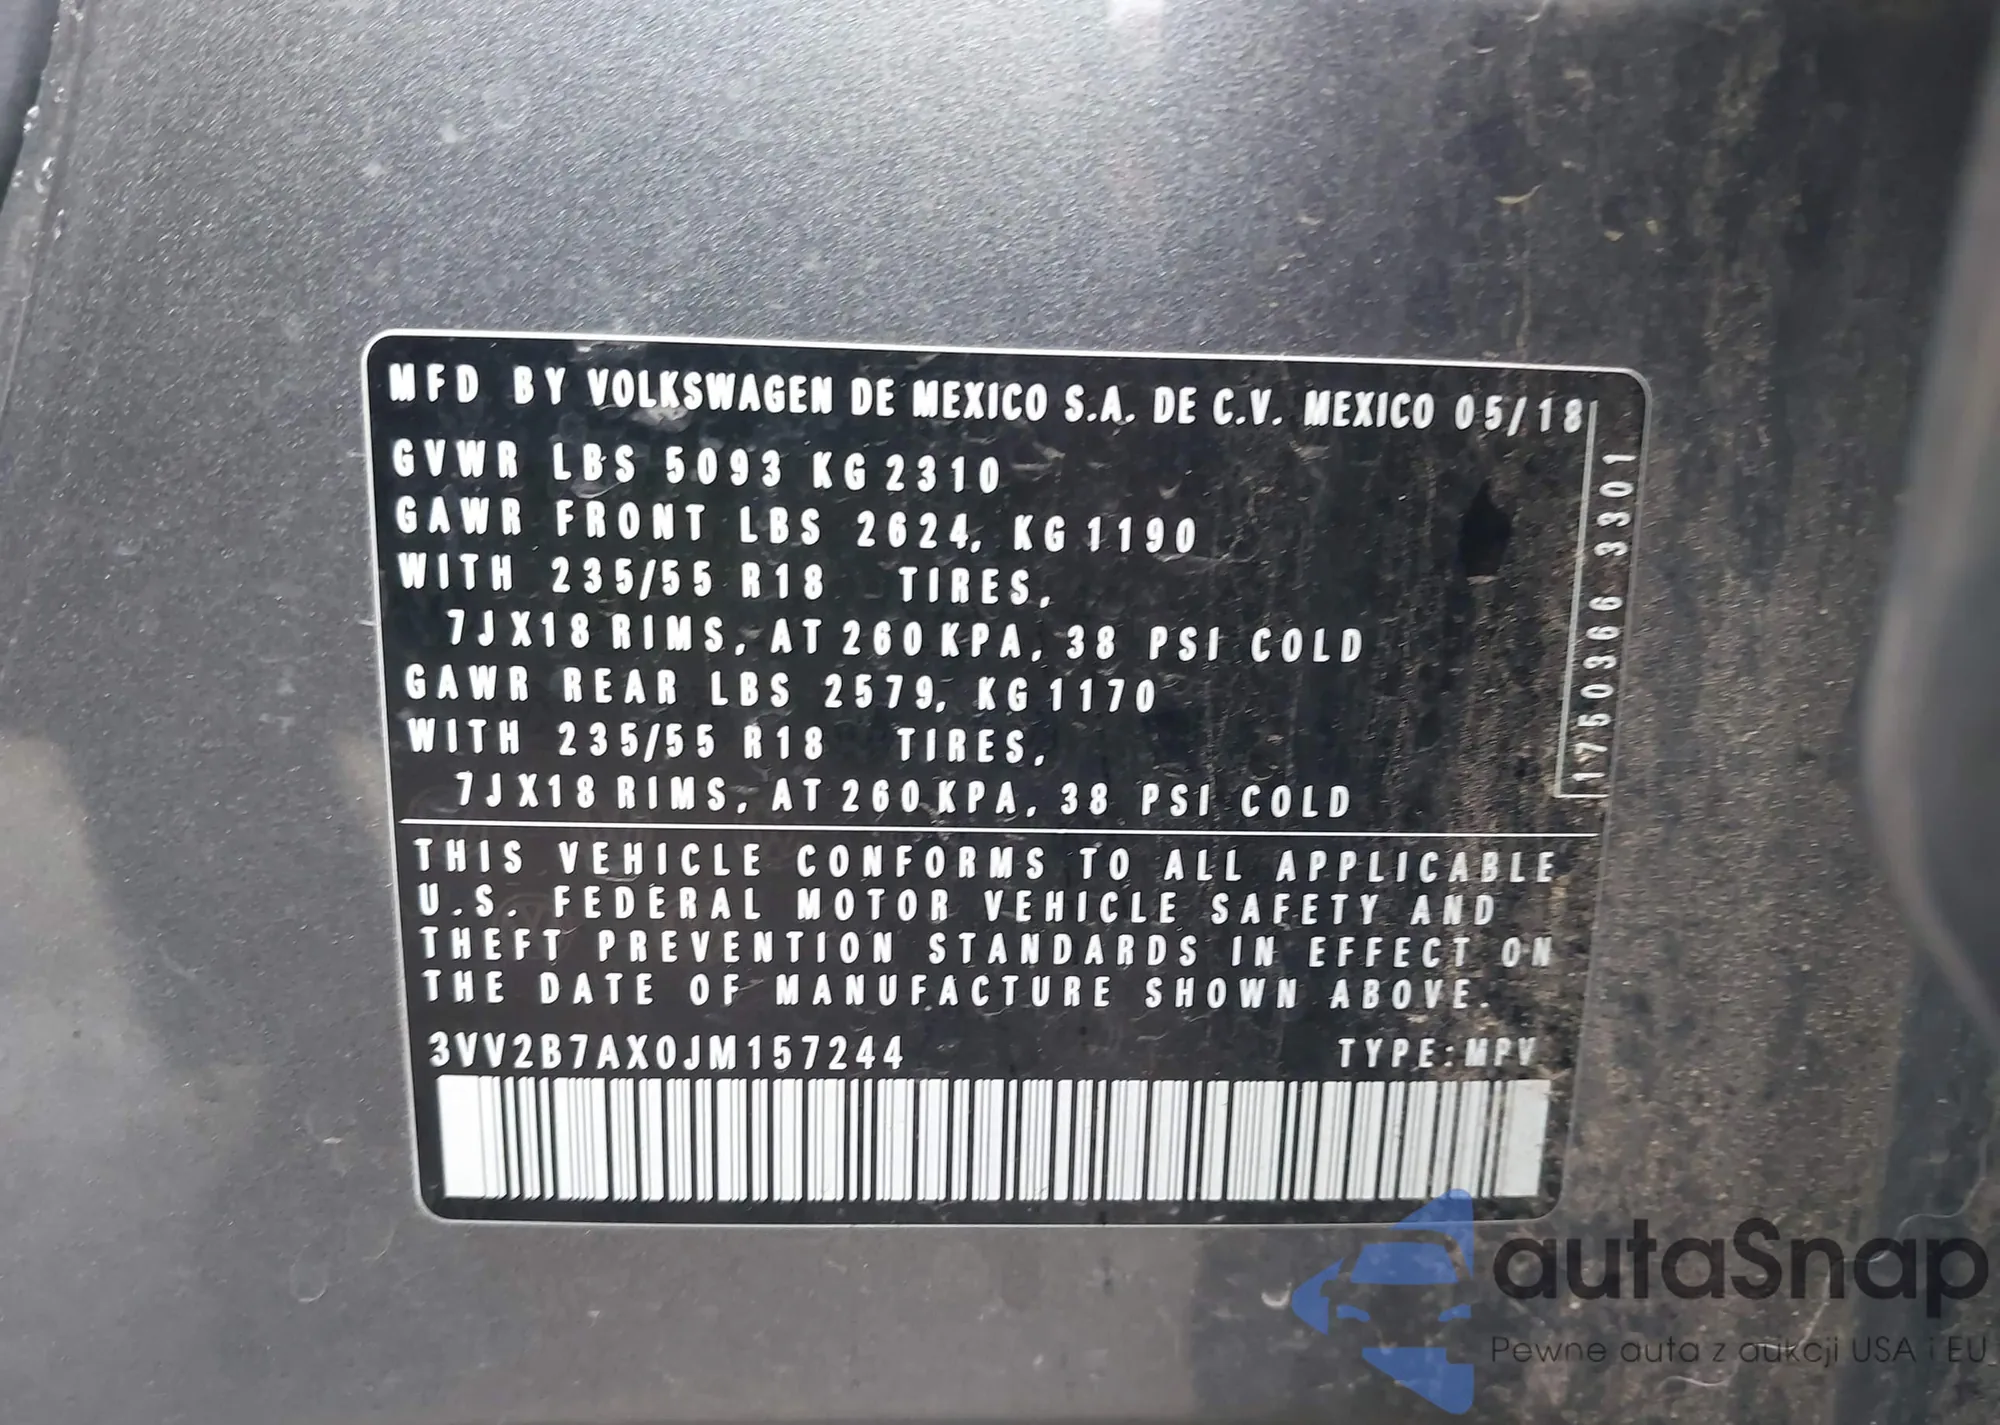 MFD BY VOLKSWAGEN DE MEXICO S.A. DE C.V. MEXICO 05/18
GVWR LBS 5093 KG 2310
GAWR FRONT LBS 2624, KG 1190
WITH 235/55 R18 TIRES,
7JX18 RIMS, AT 260 KPA, 38 PSI COLD
GAWR REAR LBS 2579, KG 1170
WITH 235/55 R18 TIRES,
7JX18 RIMS, AT 260 KPA, 38 PSI COLD
1750366 3301
THIS VEHICLE CONFORMS TO ALL APPLICABLE
U.S. FEDERAL MOTOR VEHICLE SAFETY AND
THEFT PREVENTION STANDARDS IN EFFECT ON
THE DATE OF MANUFACTURE SHOWN ABOVE.
3VV2B7AX0JM157244 TYPE:MPV
autaSnap
Pewne auta z aukcji USA i EU